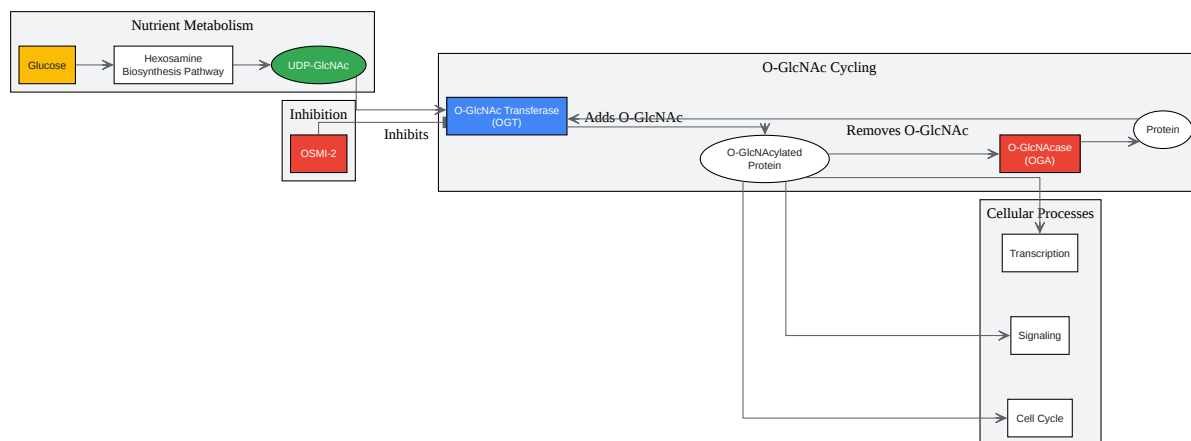 Nutrient Metabolism
Glucose
Hexosamine
Biosynthesis Pathway
UDP-GlcNAc
Inhibition
OSMI-2
Inhibits
O-GlcNAc Cycling
O-GlcNAc Transferase
(OGT)
Adds O-GlcNAc
O-GlcNAcylated
Protein
Removes O-GlcNAc
O-GlcNAcase
(OGA)
Protein
Cellular Processes
Transcription
Signaling
Cell Cycle